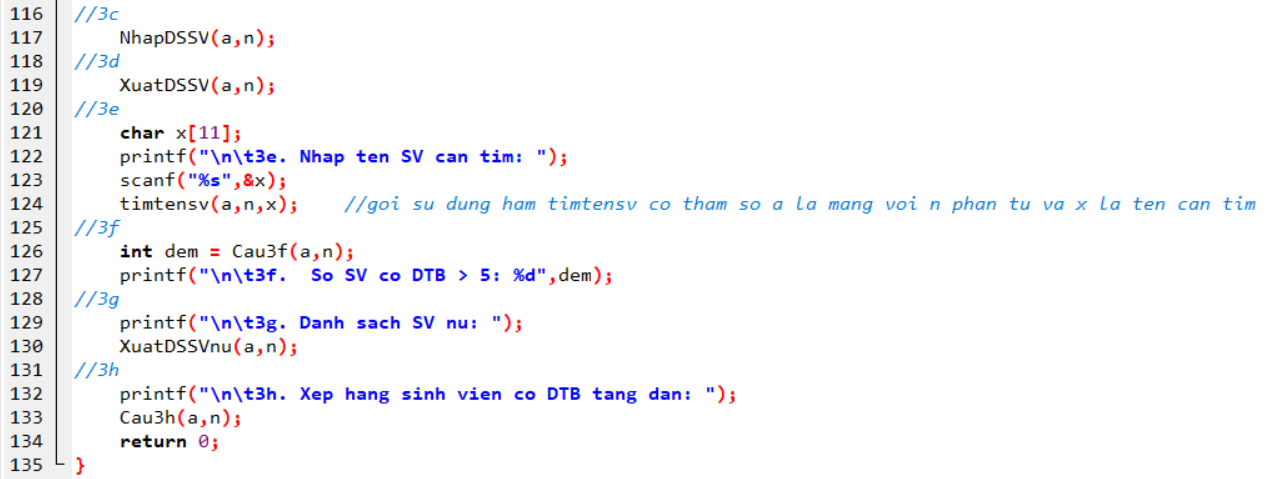 116 //3c
117 NhapDSSV(a,n);
118 //3d
119 XuatDSSV(a,n);
120 //3e
121 char x[11];
122 printf("\n\t3e. Nhap ten SV can tim: ");
123 scanf("%s",&x);
124 timtensv(a,n,x); //goi su dung ham timtensv co tham so a la mang voi n phan tu va x la ten can tim
125 //3f
126 int dem = Cau3f(a,n);
127 printf("\n\t3f.  So SV co DTB > 5: %d",dem);
128 //3g
129 printf("\n\t3g. Danh sach SV nu: ");
130 XuatDSSVnu(a,n);
131 //3h
132 printf("\n\t3h. Xep hang sinh vien co DTB tang dan: ");
133 Cau3h(a,n);
134 return 0;
135 }